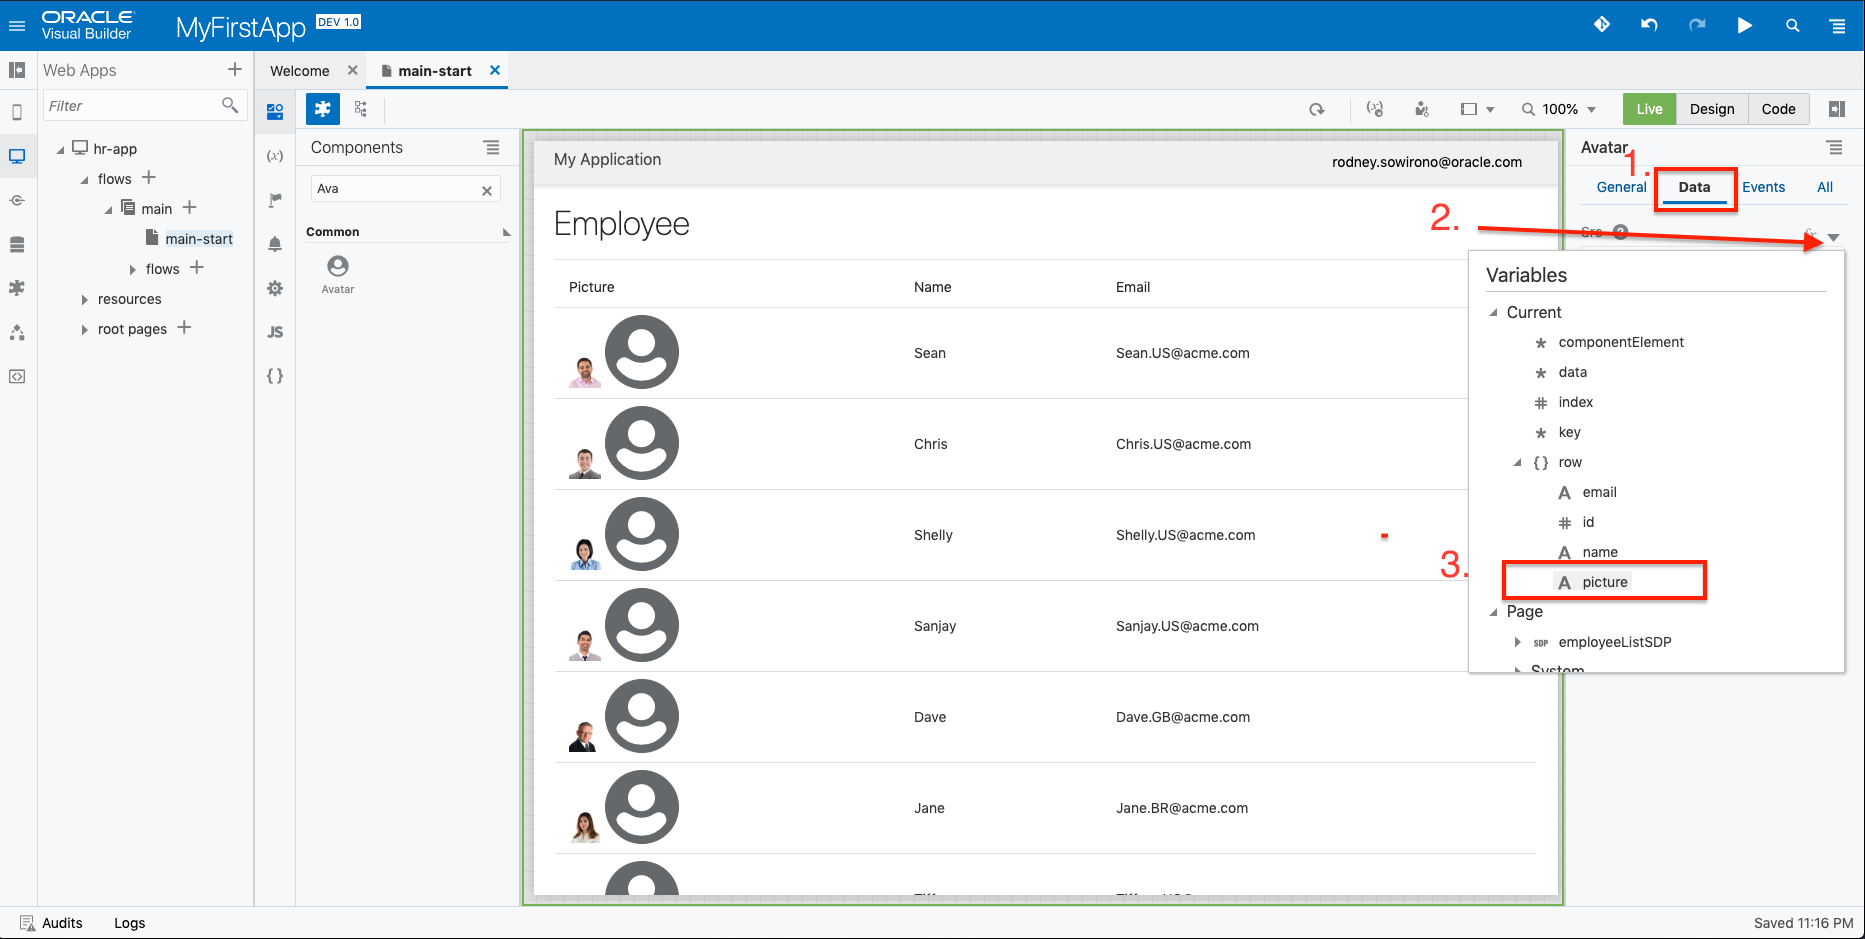 ORACLE
Visual Builder
MyFirstApp
DEV 1.0
Web Apps
Filter
hr-app
flows
main
main-start
flows
resources
root pages
Welcome
main-start
100%
Live
Design
Code
(x)
JS
{ }
Components
Ava
Common
Avatar
My Application
rodney.sowirono@oracle.com
Employee
Picture
Name
Email
Sean
Sean.US@acme.com
Chris
Chris.US@acme.com
Shelly
Shelly.US@acme.com
Sanjay
Sanjay.US@acme.com
Dave
Dave.GB@acme.com
Jane
Jane.BR@acme.com
Avatar
1.
General
Data
Events
All
2.
Src
Variables
Current
componentElement
data
index
key
{ } row
A email
# id
A name
3.
A picture
Page
SDP employeeListSDP
System
Audits
Logs
Saved 11:16 PM